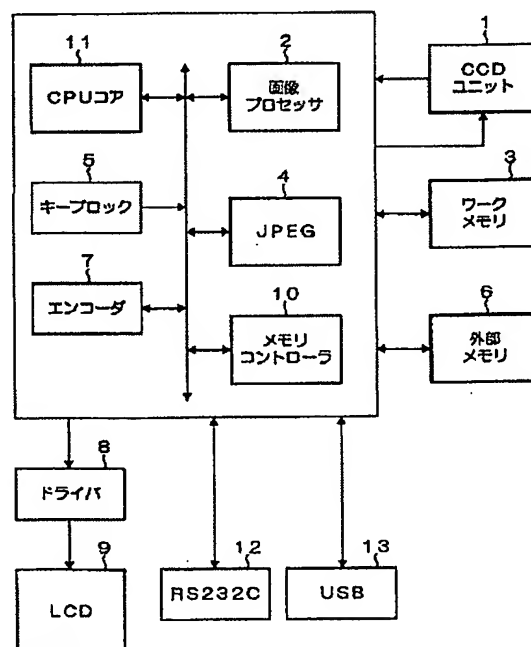 11
CPUコア
2
画像
プロセッサ
1
CCD
ユニット
5
キーブロック
4
JPEG
3
ワーク
メモリ
7
エンコーダ
10
メモリ
コントローラ
6
外部
メモリ
8
ドライバ
9
LCD
12
RS232C
13
USB